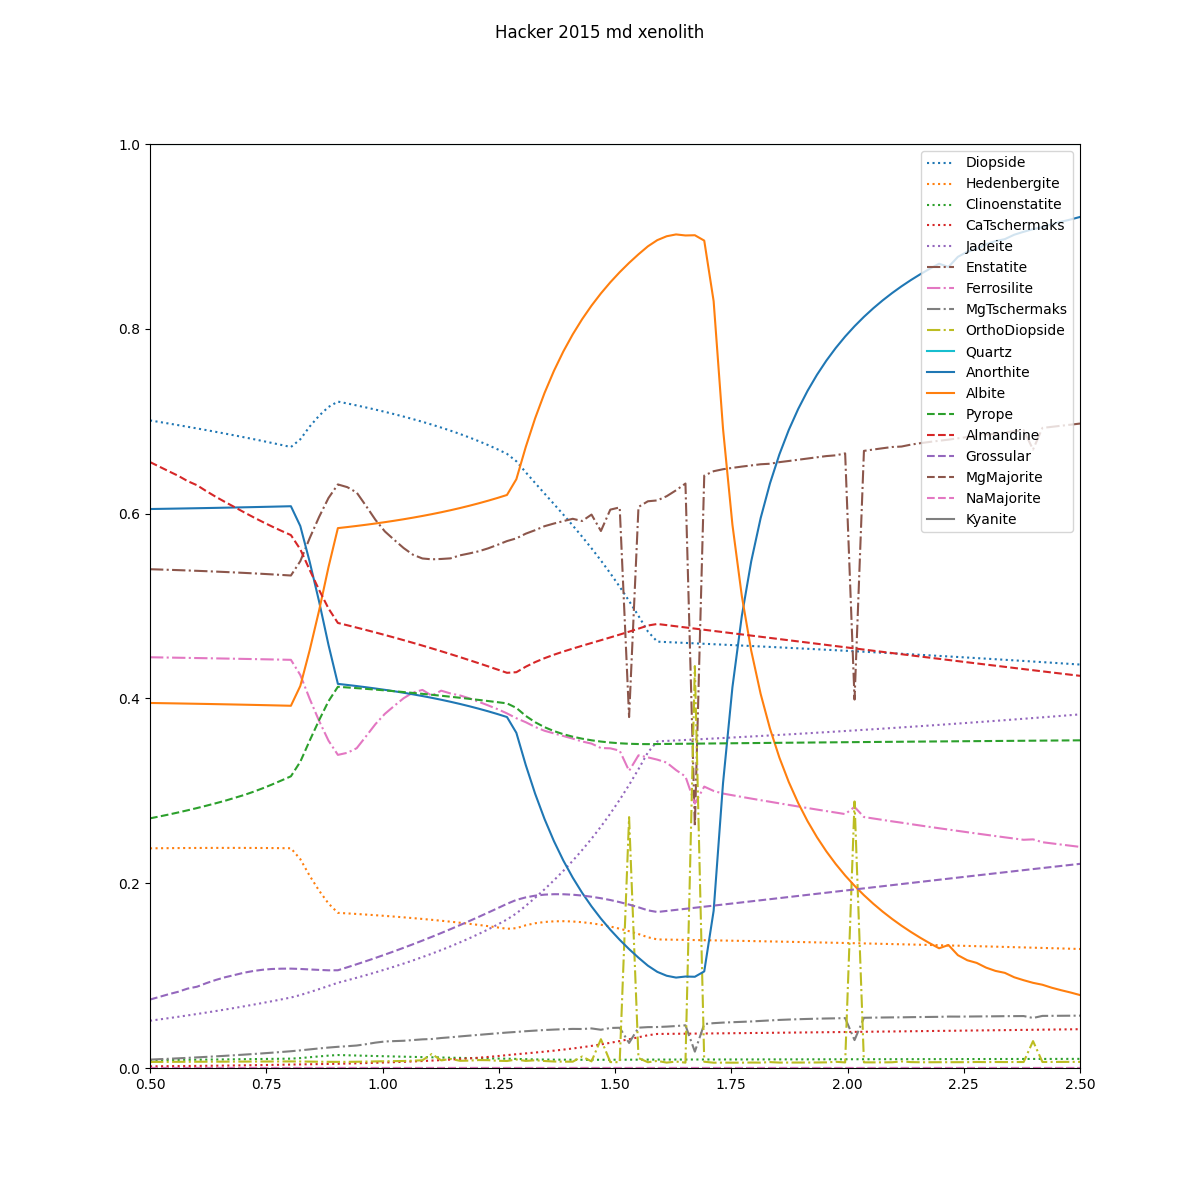 Hacker 2015 md xenolith
1.0
0.8
0.6
0.4
0.2
0.0
0.50 0.75 1.00 1.25 1.50 1.75 2.00 2.25 2.50
Diopside
Hedenbergite
Clinoenstatite
CaTschermaks
Jadeite
Enstatite
Ferrosilite
MgTschermaks
OrthoDiopside
Quartz
Anorthite
Albite
Pyrope
Almandine
Grossular
MgMajorite
NaMajorite
Kyanite